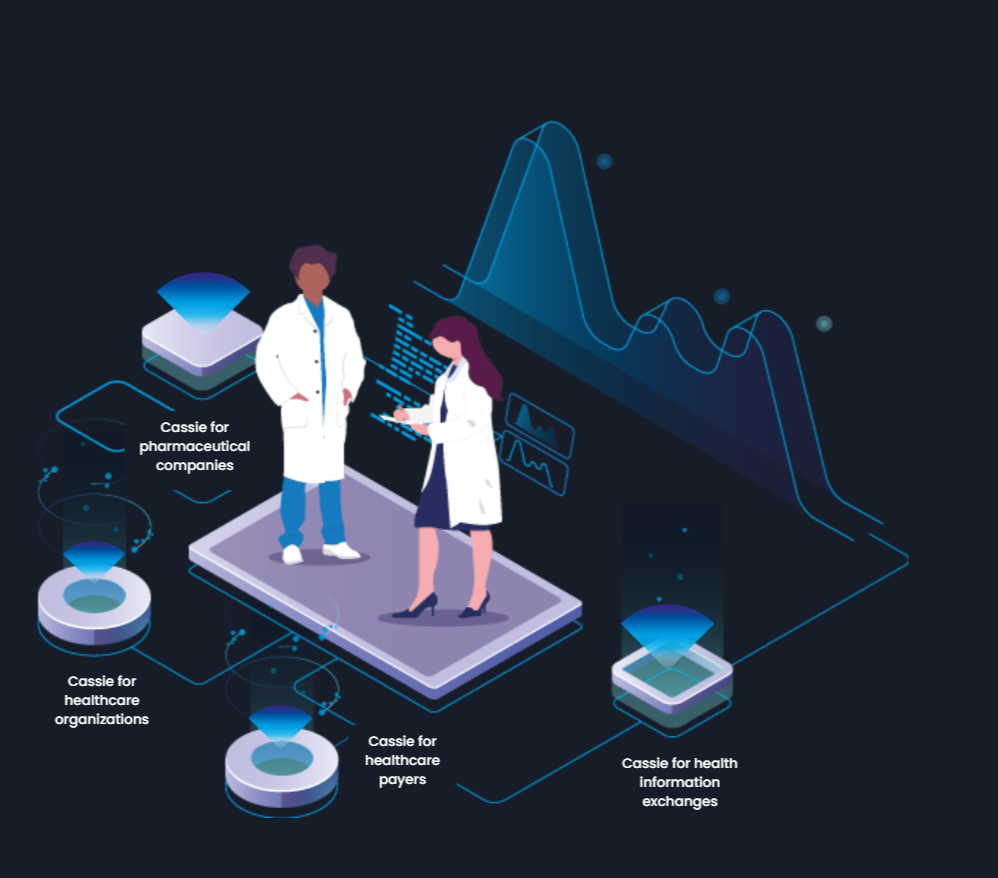 Cassie for
pharmaceutical
companies
Cassie for
healthcare
organizations
Cassie for
healthcare
payers
Cassie for health
information
exchanges